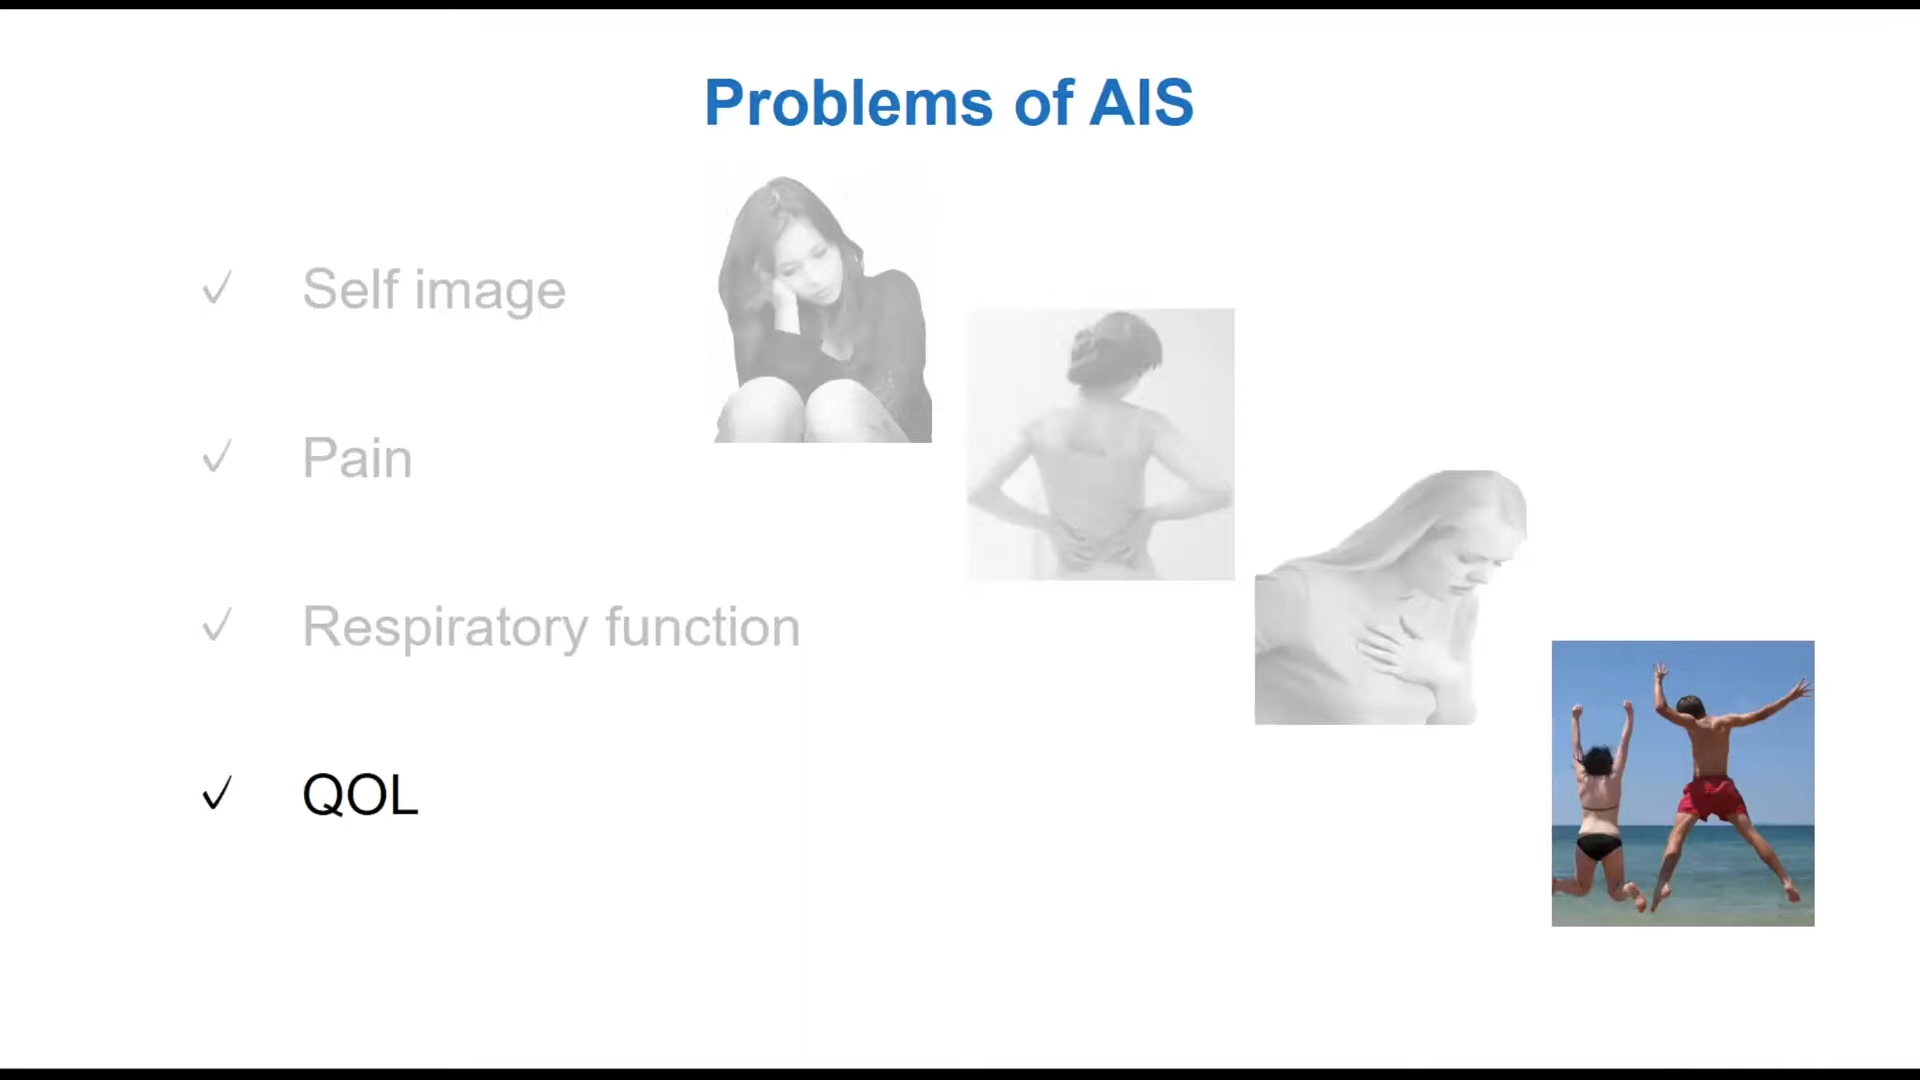 Problems of AIS
✓ Self image
✓ Pain
✓ Respiratory function
✓ QOL